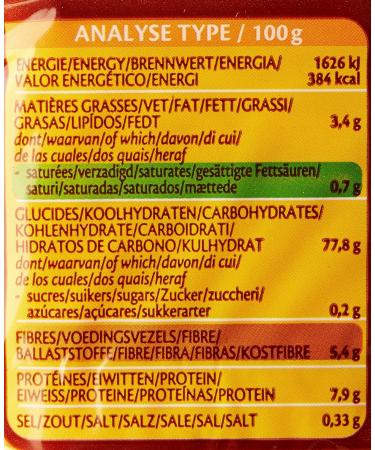 ANALYSE TYPE / 100g
ENERGIE/ENERGY/BRENNWERT/ENERGIA/ 1626 kJ
VALOR ENERGÉTICO/ENERGI 384 kcal
MATIÈRES GRASSES/VET/FAT/FETT/GRASSI/
GRASAS/LIPÍDOS/FEDT 3,4 g
dont/waarvan/of which/davon/di cui/
de las cuales/dos quais/heraf
- saturées/verzadigd/saturates/gesättigte Fettsäuren/
saturi/saturadas/saturados/mættede 0,7 g
GLUCIDES/KOOLHYDRATEN/CARBOHYDRATES/
KOHLENHYDRATE/CARBOIDRATI/
HIDRATOS DE CARBONO/KULHYDRAT 77,8 g
dont/waarvan/of which/davon/di cui/
de los cuales/dos quais/heraf
- sucres/suikers/sugars/Zucker/zuccheri/
azúcares/açúcares/sukkerarter 0,2 g
FIBRES/VOEDINGSVEZELS/FIBRE/
BALLASTSTOFFE/FIBRE/FIBRA/FIBRAS/KOSTFIBRE 5,4 g
PROTÉINES/EIWITTEN/PROTEIN/
EIWEISS/PROTEINE/PROTEÍNAS/PROTEIN 7,9 g
SEL/ZOUT/SALT/SALZ/SALE/SAL/SALT 0,33 g